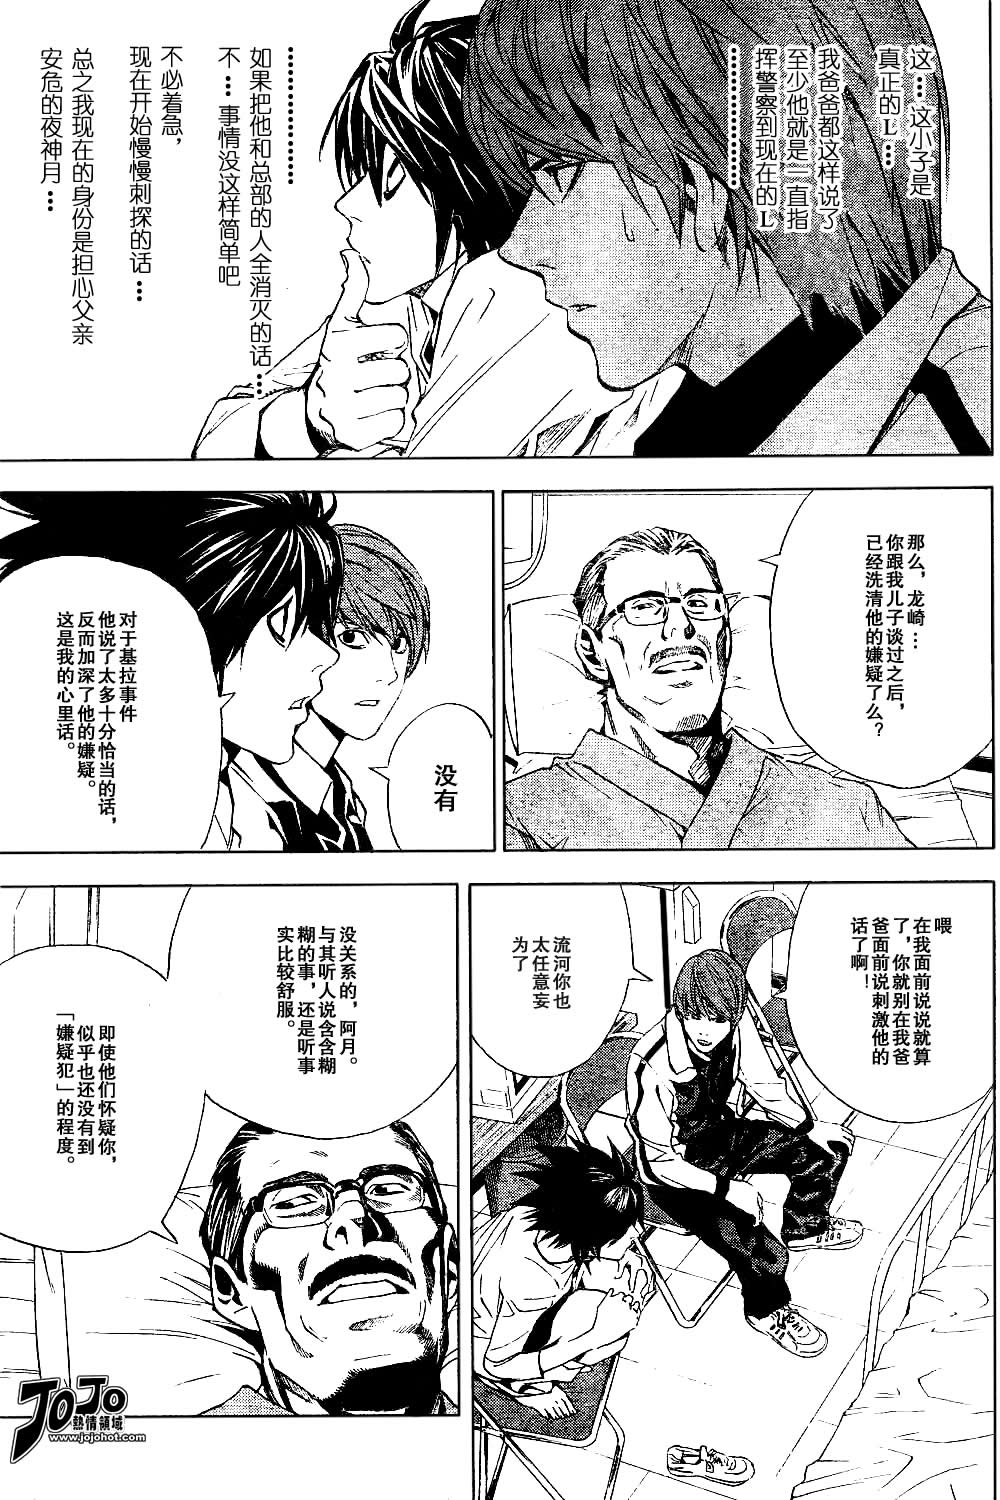 这…这小子是
真正的L…
我爸爸都这样说了
至少他就是一直指
挥警察到现在的L
…………
…………
如果把他和总部的人全消灭的话…
不…事情没这样简单吧
…
不必着急，
现在开始慢慢刺探的话…
总之我现在的身份是担心父亲
安危的夜神月…
那么，龙崎…
你跟我儿子谈过之后，
已经洗清他的嫌疑了么？
没有
对于基拉事件
他说了太多十分恰当的话，
反而加深了他的嫌疑。
这是我的心里话。
喂
在我面前说说就算
了，你就别在我爸
爸面前说刺激他的
话了啊！
流河你也
太任意妄
为了
没关系的，阿月。
与其听人说含含糊
糊的事，还是听事
实比较舒服。
即使他们怀疑你，
似乎也还没有到
「嫌疑犯」的程度。
JOJO
热情领域
www.jojohot.com